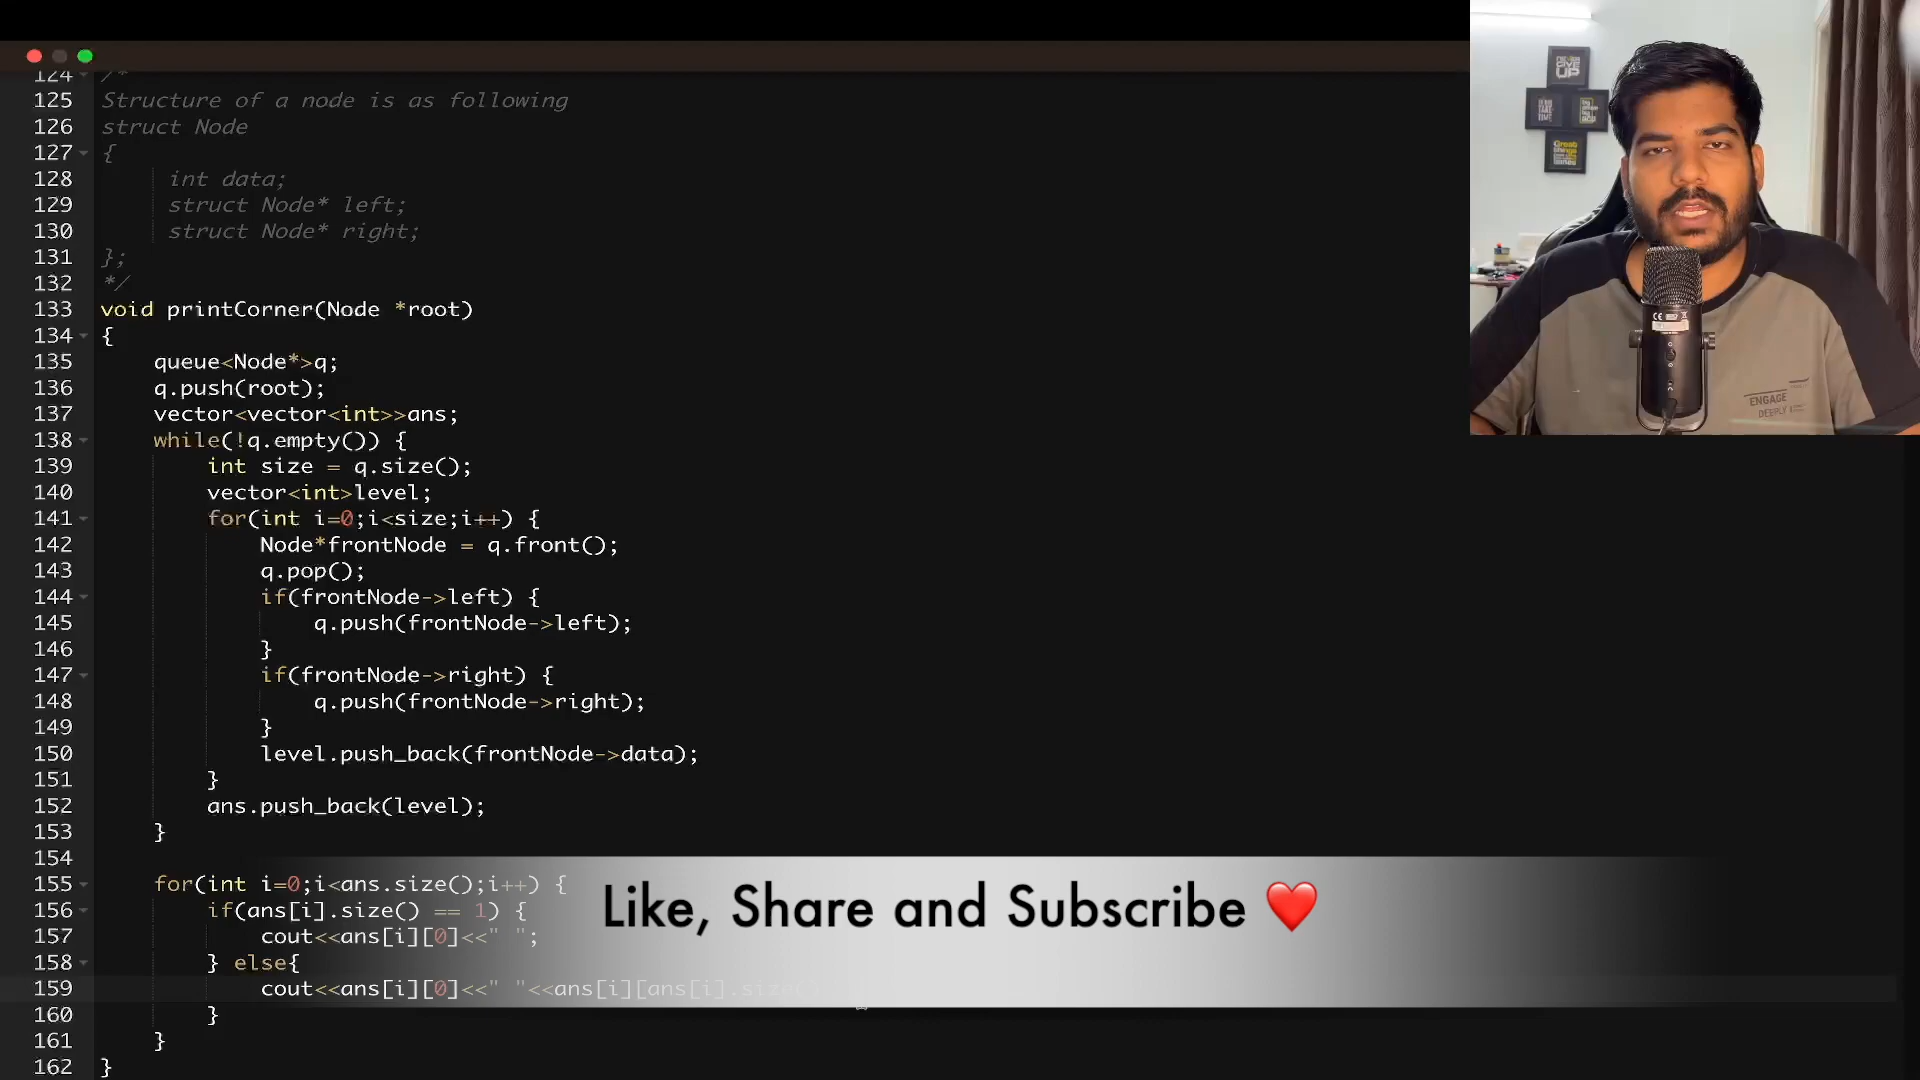 124 /*
125 Structure of a node is as following
126 struct Node
127 {
128 int data;
129 struct Node* left;
130 struct Node* right;
131 };
132 */
133 void printCorner(Node *root)
134 {
135 queue<Node*>q;
136 q.push(root);
137 vector<vector<int>>ans;
138 while(!q.empty()) {
139 int size = q.size();
140 vector<int>level;
141 for(int i=0;i<size;i++) {
142 Node*frontNode = q.front();
143 q.pop();
144 if(frontNode->left) {
145 q.push(frontNode->left);
146 }
147 if(frontNode->right) {
148 q.push(frontNode->right);
149 }
150 level.push_back(frontNode->data);
151 }
152 ans.push_back(level);
153 }
154
155 for(int i=0;i<ans.size();i++) {
156 if(ans[i].size() == 1) {
157 cout<<ans[i][0]<<" ";
158 } else{
159 cout<<ans[i][0]<<" "<<ans[i][ans[i].size
160 }
161 }
162 }
Like, Share and Subscribe ❤️
GIVE
UP
ENGAGE
DEEPLY